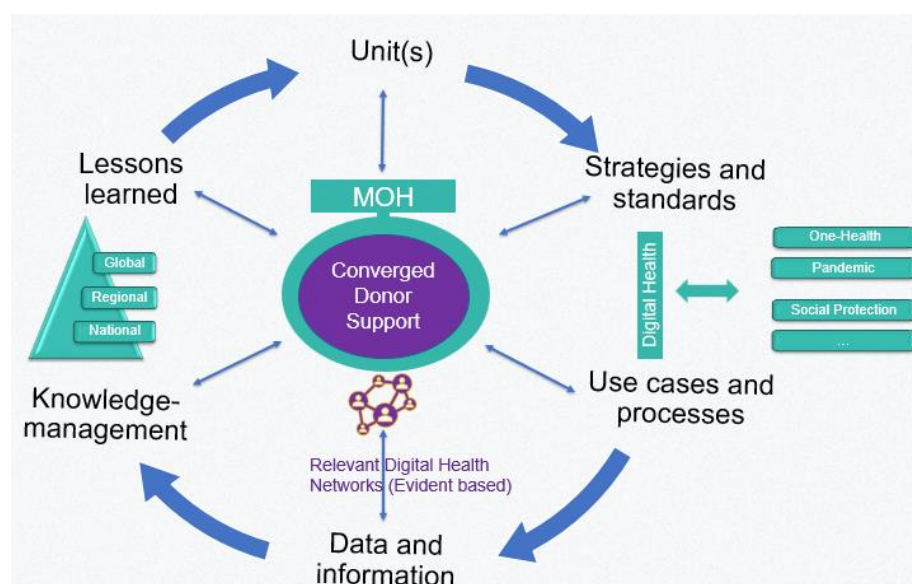 Unit(s)
Lessons
learned
Strategies and
standards
MOH
Converged
Donor
Support
Global
Regional
National
Digital Health
One-Health
Pandemic
Social Protection
...
Knowledge-
management
Use cases and
processes
Relevant Digital Health
Networks (Evident based)
Data and
information